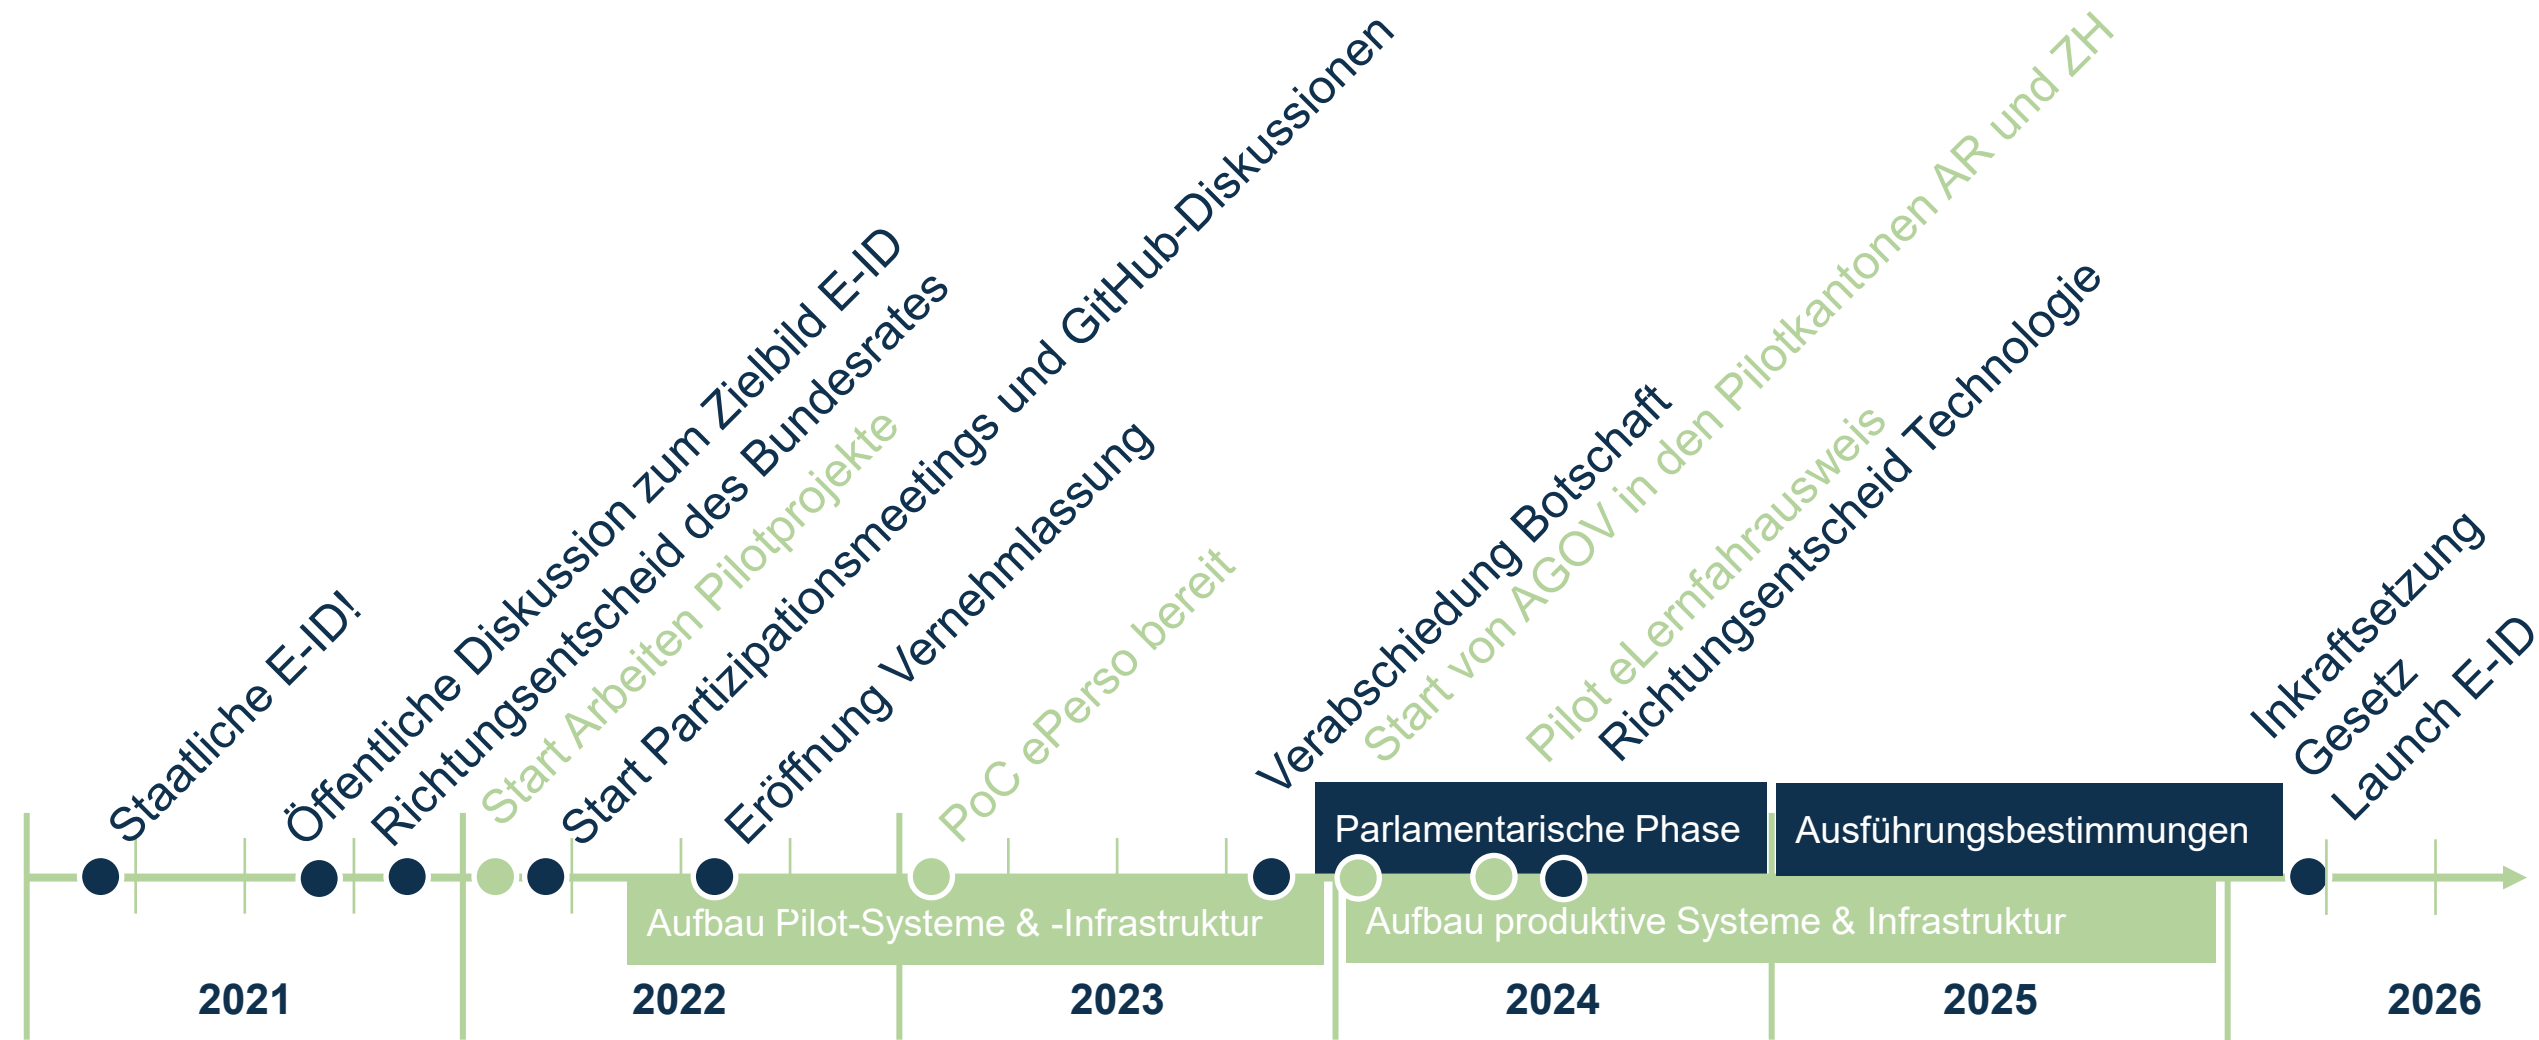 Staatliche E-ID!
Öffentliche Diskussion zum Zielbild E-ID
Richtungsentscheid des Bundesrates
Start Arbeiten Pilotprojekte
Start Partizipationsmeetings und GitHub-Diskussionen
Eröffnung Vernehmlassung
PoC ePerso bereit
Verabschiedung Botschaft
Start von AGOV in den Pilotkantonen AR und ZH
Pilot eLernfahrausweis
Richtungsentscheid Technologie
Inkraftsetzung
Gesetz
Launch E-ID
Parlamentarische Phase
Ausführungsbestimmungen
Aufbau Pilot-Systeme & -Infrastruktur
Aufbau produktive Systeme & Infrastruktur
2021
2022
2023
2024
2025
2026